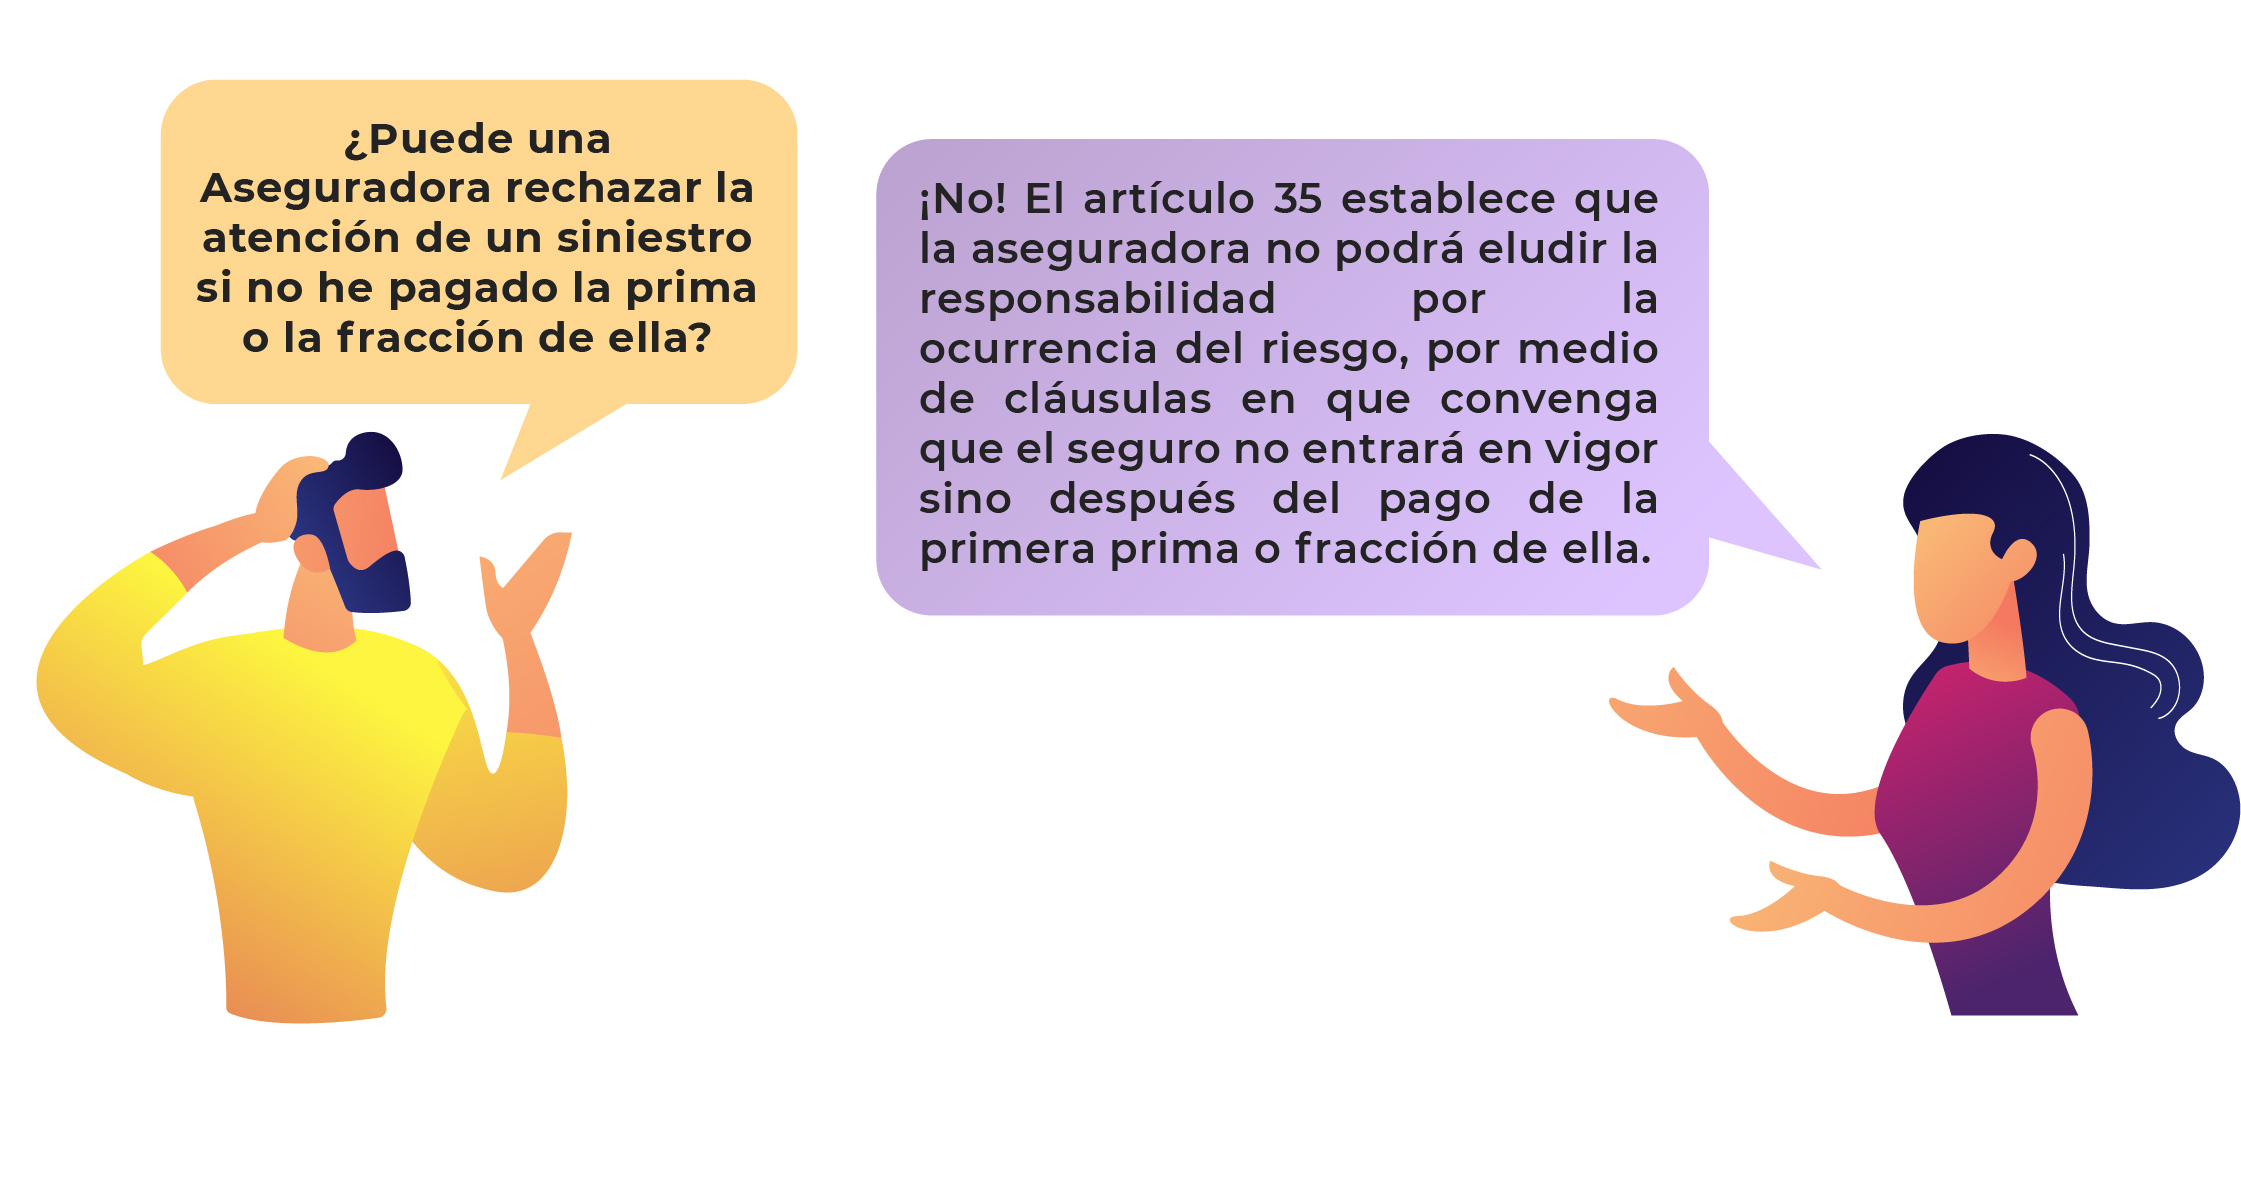 ¿Puede una
Aseguradora rechazar la
atención de un siniestro
si no he pagado la prima
o la fracción de ella?
¡No! El artículo 35 establece que
la aseguradora no podrá eludir la
responsabilidad por la
ocurrencia del riesgo, por medio
de cláusulas en que convenga
que el seguro no entrará en vigor
sino después del pago de la
primera prima o fracción de ella.